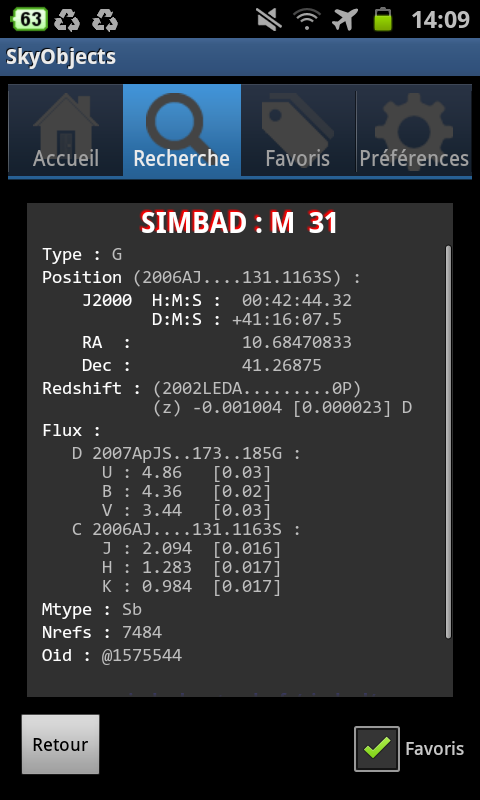 63
14:09
SkyObjects
Accueil Recherche Favoris Préférences
SIMBAD : M 31
Type : G
Position (2006AJ....131.1163S) :
J2000 H:M:S : 00:42:44.32
D:M:S : +41:16:07.5
RA : 10.68470833
Dec : 41.26875
Redshift : (2002LEDA.........0P)
(z) -0.001004 [0.000023] D
Flux :
D 2007ApJS..173..185G :
U : 4.86 [0.03]
B : 4.36 [0.02]
V : 3.44 [0.03]
C 2006AJ....131.1163S :
J : 2.094 [0.016]
H : 1.283 [0.017]
K : 0.984 [0.017]
Mtype : Sb
Nrefs : 7484
Oid : @1575544
Retour
Favoris